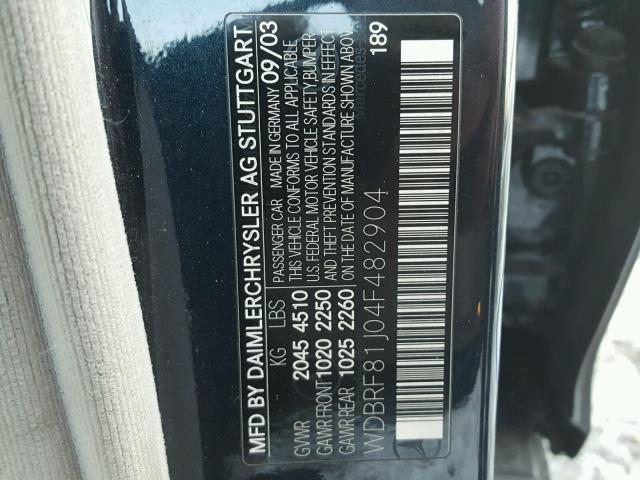 MFD BY DAIMLERCHRYSLER AG STUTTGART
KG LBS PASSENGER CAR MADE IN GERMANY 09/03
GVWR 2045 4510 THIS VEHICLE CONFORMS TO ALL APPLICABLE
GAWR FRONT 1020 2250 U.S. FEDERAL MOTOR VEHICLE SAFETY, BUMPER,
GAWR REAR 1025 2260 AND THEFT PREVENTION STANDARDS IN EFFECT
ON THE DATE OF MANUFACTURE SHOWN ABOVE
WDBRF81J04F482904 189